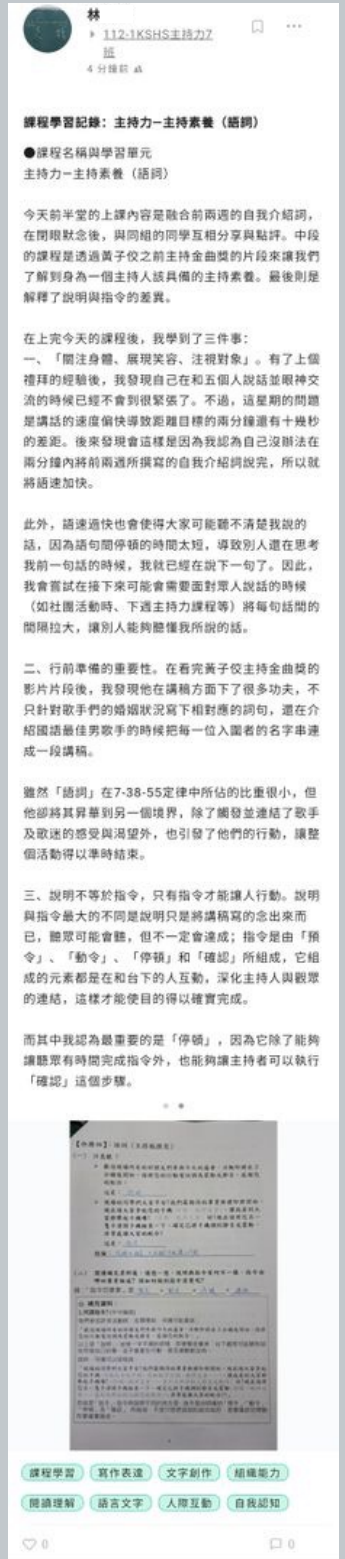 林
112-1KSHS主持力7
班
4 分鐘前
課程學習記錄：主持力—主持素養（語詞）
●課程名稱與學習單元
主持力—主持素養（語詞）
今天前半堂的上課內容是融合前兩週的自我介紹詞，
在閉眼默念後，與同組的同學互相分享與點評。中段
的課程是透過黃子佼之前主持金曲獎的片段來讓我們
了解到身為一個主持人該具備的主持素養。最後則是
解釋了說明與指令的差異。
在上完今天的課程後，我學到了三件事：
一、「關注身體、展現笑容、注視對象」。有了上個
禮拜的經驗後，我發現自己在和五個人說話並眼神交
流的時候已經不會到很緊張了。不過，這星期的問題
是講話的速度偏快導致距離目標的兩分鐘還有十幾秒
的差距。後來發現會這樣是因為我認為自己沒辦法在
兩分鐘內將前兩週所撰寫的自我介紹詞說完，所以就
將語速加快。
此外，語速過快也會使得大家可能聽不清楚我說的
話，因為語句間停頓的時間太短，導致別人還在思考
我前一句話的時候，我就已經在說下一句了。因此，
我會嘗試在接下來可能會需要面對眾人說話的時候
（如社團活動時、下週主持力課程等）將每句話間的
間隔拉大，讓別人能夠聽懂我所說的話。
二、行前準備的重要性。在看完黃子佼主持金曲獎的
影片片段後，我發現他在講稿方面下了很多功夫，不
只針對歌手們的婚姻狀況寫下相對應的詞句，還在介
紹國語最佳男歌手的時候把每一位入圍者的名字串連
成一段講稿。
雖然「語詞」在7-38-55定律中所佔的比重很小，但
他卻將其昇華到另一個境界，除了觸發並連結了歌手
及歌迷的感受與渴望外，也引發了他們的行動，讓整
個活動得以準時結束。
三、說明不等於指令，只有指令才能讓人行動。說明
與指令最大的不同是說明只是將講稿寫的念出來而
已，聽眾可能會聽，但不一定會達成；指令是由「預
令」、「動令」、「停頓」和「確認」所組成，它組
成的元素都是在和台下的人互動，深化主持人與觀眾
的連結，這樣才能使目的得以確實完成。
而其中我認為最重要的是「停頓」，因為它除了能夠
讓聽眾有時間完成指令外，也能夠讓主持者可以執行
「確認」這個步驟。
課程學習
寫作表達
文字創作
組織能力
閱讀理解
語言文字
人際互動
自我認知
0
0